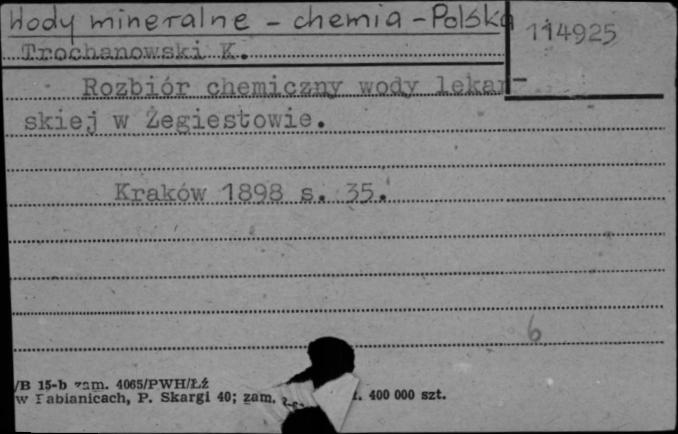 Wody mineralne - chemia - Polska
114925
Trochanowski K.
Rozbiór chemiczny wody lekar-
skiej w Żegiestowie.
Kraków 1898 s. 35.
6
/B 15-b zam. 4065/PWH/Łź
w Pabianicach, P. Skargi 40; zam. 400 000 szt.